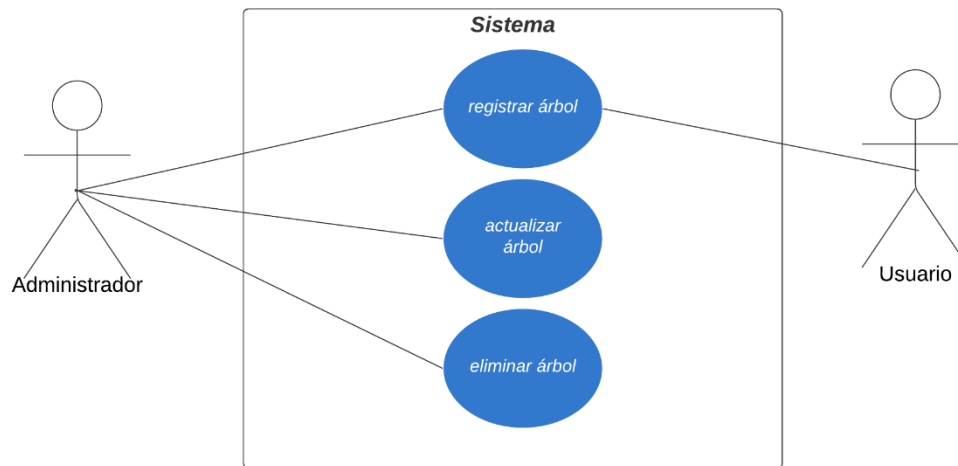 Sistema
registrar árbol
actualizar
árbol
eliminar árbol
Administrador
Usuario